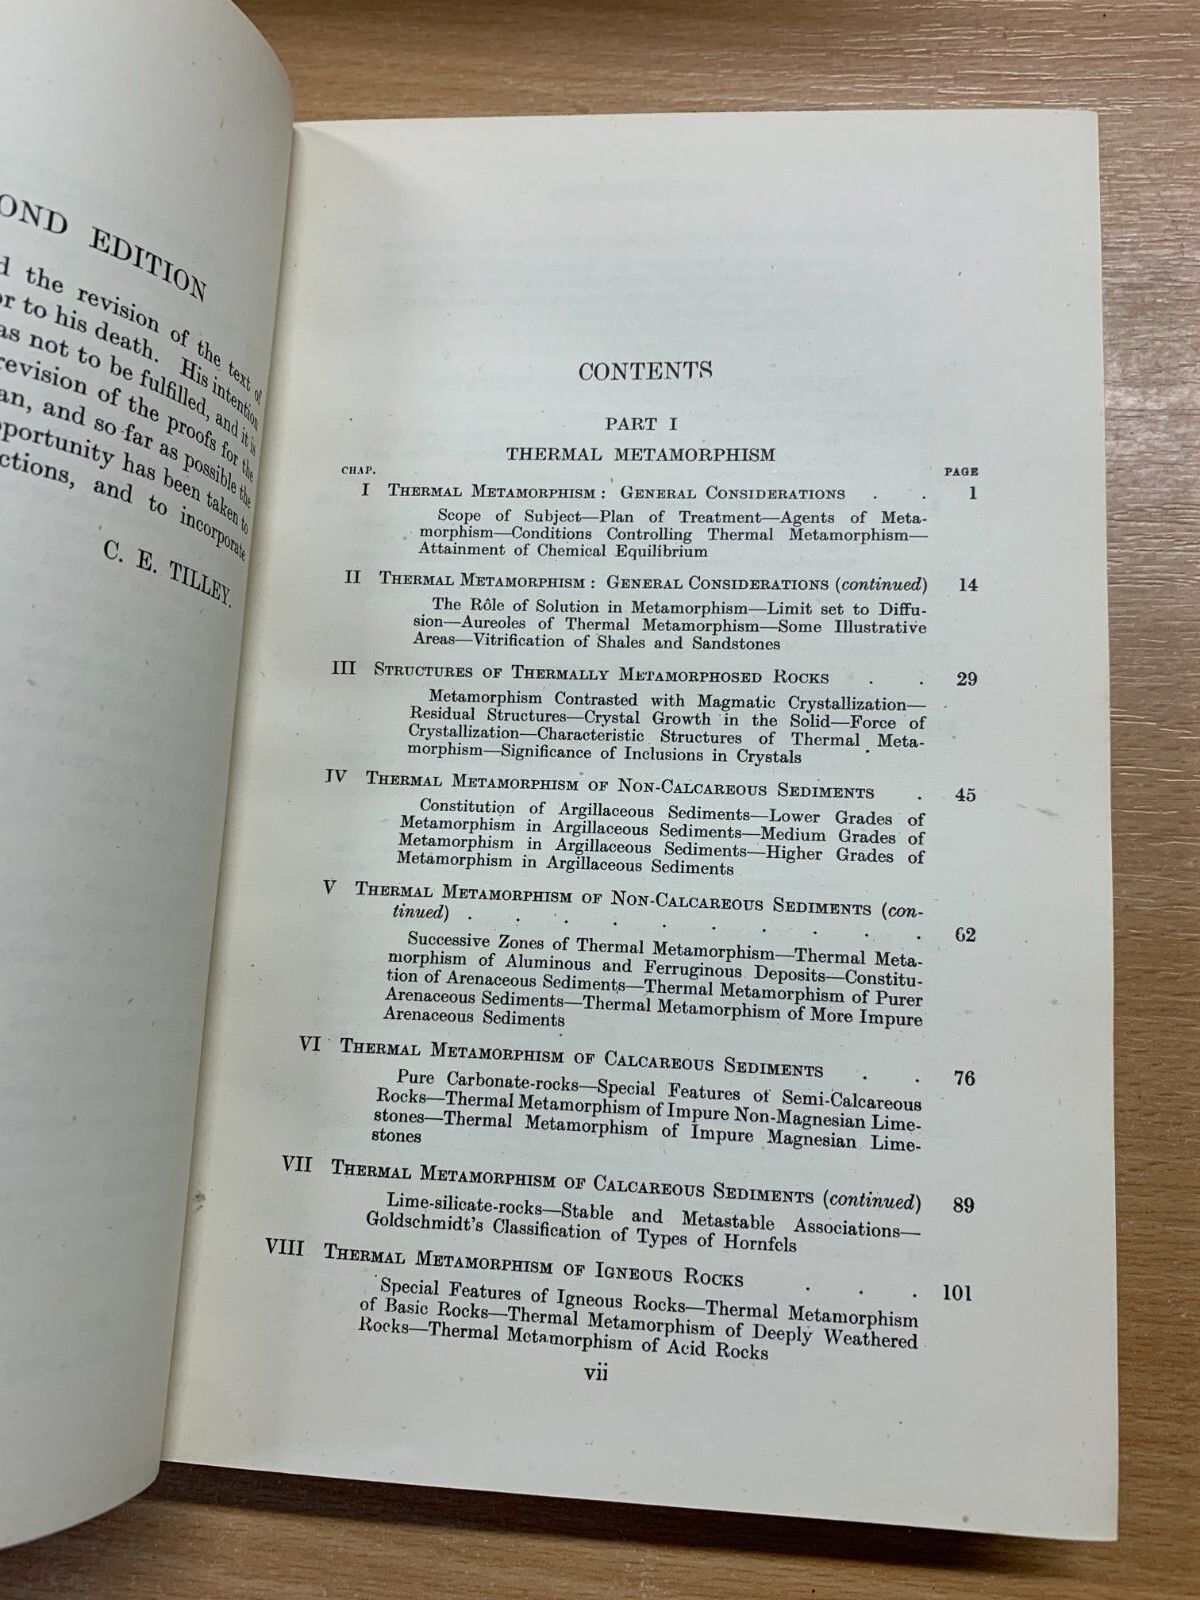 OND EDITION
d the revision of the text of
or to his death. His intention
as not to be fulfilled, and it is
revision of the proofs for the
an, and so far as possible the
pportunity has been taken to
ctions, and to incorporate
C. E. TILLEY.
CONTENTS
PART I
THERMAL METAMORPHISM
CHAP. PAGE
I THERMAL METAMORPHISM : GENERAL CONSIDERATIONS . . 1
Scope of Subject—Plan of Treatment—Agents of Meta-
morphism—Conditions Controlling Thermal Metamorphism—
Attainment of Chemical Equilibrium
II THERMAL METAMORPHISM : GENERAL CONSIDERATIONS (continued) 14
The Rôle of Solution in Metamorphism—Limit set to Diffu-
sion—Aureoles of Thermal Metamorphism—Some Illustrative
Areas—Vitrification of Shales and Sandstones
III STRUCTURES OF THERMALLY METAMORPHOSED ROCKS . . 29
Metamorphism Contrasted with Magmatic Crystallization—
Residual Structures—Crystal Growth in the Solid—Force of
Crystallization—Characteristic Structures of Thermal Meta-
morphism—Significance of Inclusions in Crystals
IV THERMAL METAMORPHISM OF NON-CALCAREOUS SEDIMENTS . 45
Constitution of Argillaceous Sediments—Lower Grades of
Metamorphism in Argillaceous Sediments—Medium Grades of
Metamorphism in Argillaceous Sediments—Higher Grades of
Metamorphism in Argillaceous Sediments
V THERMAL METAMORPHISM OF NON-CALCAREOUS SEDIMENTS (con-
tinued) . . . . . . . . . . 62
Successive Zones of Thermal Metamorphism—Thermal Meta-
morphism of Aluminous and Ferruginous Deposits—Constitu-
tion of Arenaceous Sediments—Thermal Metamorphism of Purer
Arenaceous Sediments—Thermal Metamorphism of More Impure
Arenaceous Sediments
VI THERMAL METAMORPHISM OF CALCAREOUS SEDIMENTS . . 76
Pure Carbonate-rocks—Special Features of Semi-Calcareous
Rocks—Thermal Metamorphism of Impure Non-Magnesian Lime-
stones—Thermal Metamorphism of Impure Magnesian Lime-
stones
VII THERMAL METAMORPHISM OF CALCAREOUS SEDIMENTS (continued) 89
Lime-silicate-rocks—Stable and Metastable Associations—
Goldschmidt's Classification of Types of Hornfels
VIII THERMAL METAMORPHISM OF IGNEOUS ROCKS . . . 101
Special Features of Igneous Rocks—Thermal Metamorphism
of Basic Rocks—Thermal Metamorphism of Deeply Weathered
Rocks—Thermal Metamorphism of Acid Rocks
vii